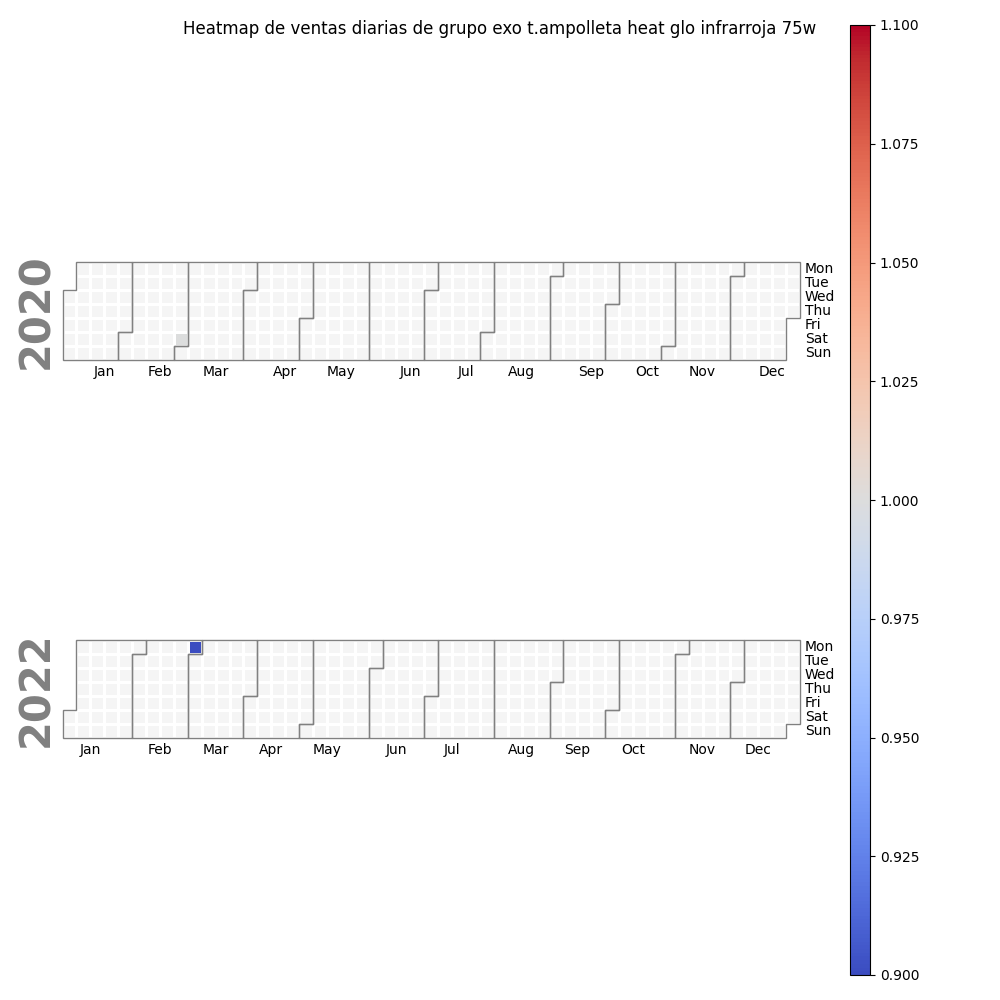 Heatmap de ventas diarias de grupo exo t.ampolleta heat glo infrarroja 75w
2020
Mon
Tue
Wed
Thu
Fri
Sat
Sun
Jan Feb Mar Apr May Jun Jul Aug Sep Oct Nov Dec
2022
Mon
Tue
Wed
Thu
Fri
Sat
Sun
Jan Feb Mar Apr May Jun Jul Aug Sep Oct Nov Dec
1.100
1.075
1.050
1.025
1.000
0.975
0.950
0.925
0.900